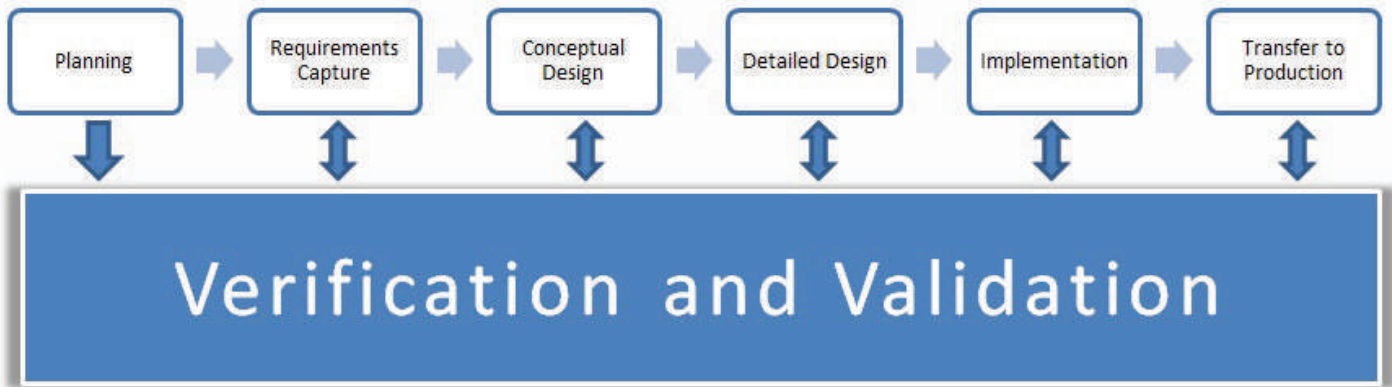 Planning
Requirements
Capture
Conceptual
Design
Detailed Design
Implementation
Transfer to
Production
Verification and Validation